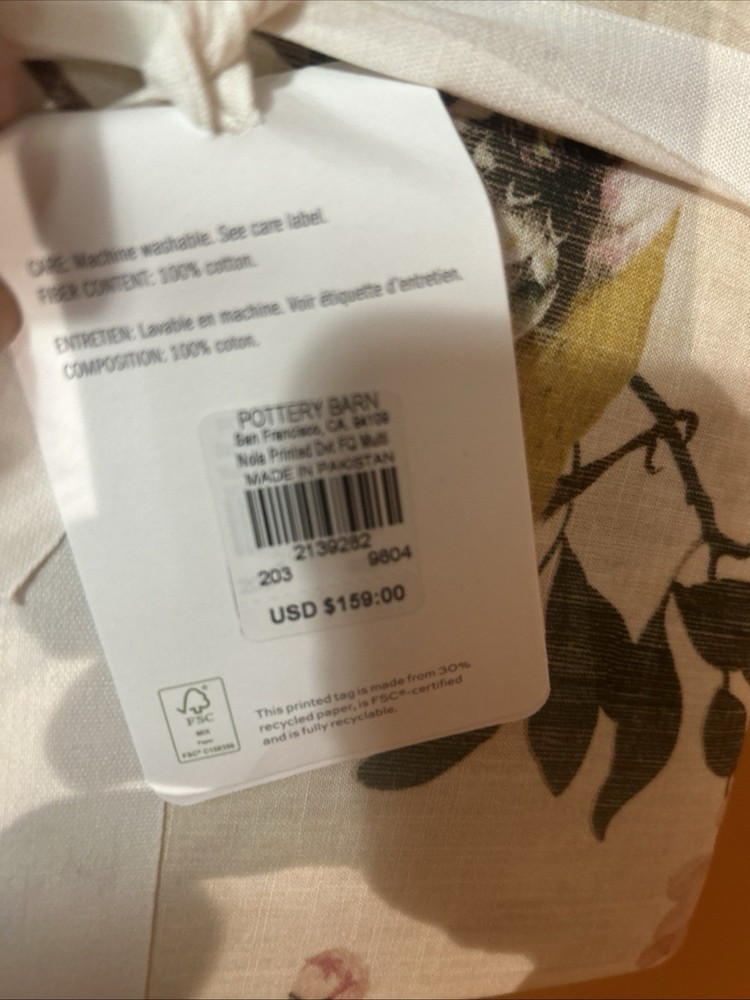 CARE: Machine washable. See care label.
FIBER CONTENT: 100% cotton.
ENTRETIEN: Lavable en machine. Voir étiquette d'entretien.
COMPOSITION: 100% coton.
POTTERY BARN
San Francisco, CA 94109
Nola Printed Dvt FQ Multi
MADE IN PAKISTAN
2139282
203 9804
USD $159:00
FSC
MIX
Paper
This printed tag is made from 30%
recycled paper, is FSC®-certified
and is fully recyclable.